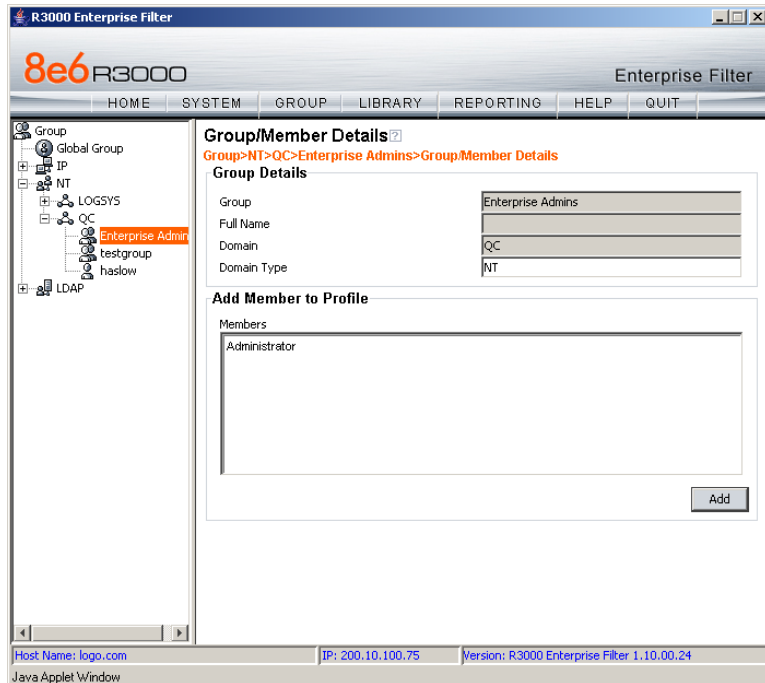 R3000 Enterprise Filter
8e6 R3000
Enterprise Filter
HOME SYSTEM GROUP LIBRARY REPORTING HELP QUIT
Group
Global Group
IP
NT
LOGSYS
QC
Enterprise Admin
testgroup
haslow
LDAP
Group/Member Details
Group>NT>QC>Enterprise Admins>Group/Member Details
Group Details
Group Enterprise Admins
Full Name
Domain QC
Domain Type NT
Add Member to Profile
Members
Administrator
Add
Host Name: logo.com IP: 200.10.100.75 Version: R3000 Enterprise Filter 1.10.00.24
Java Applet Window